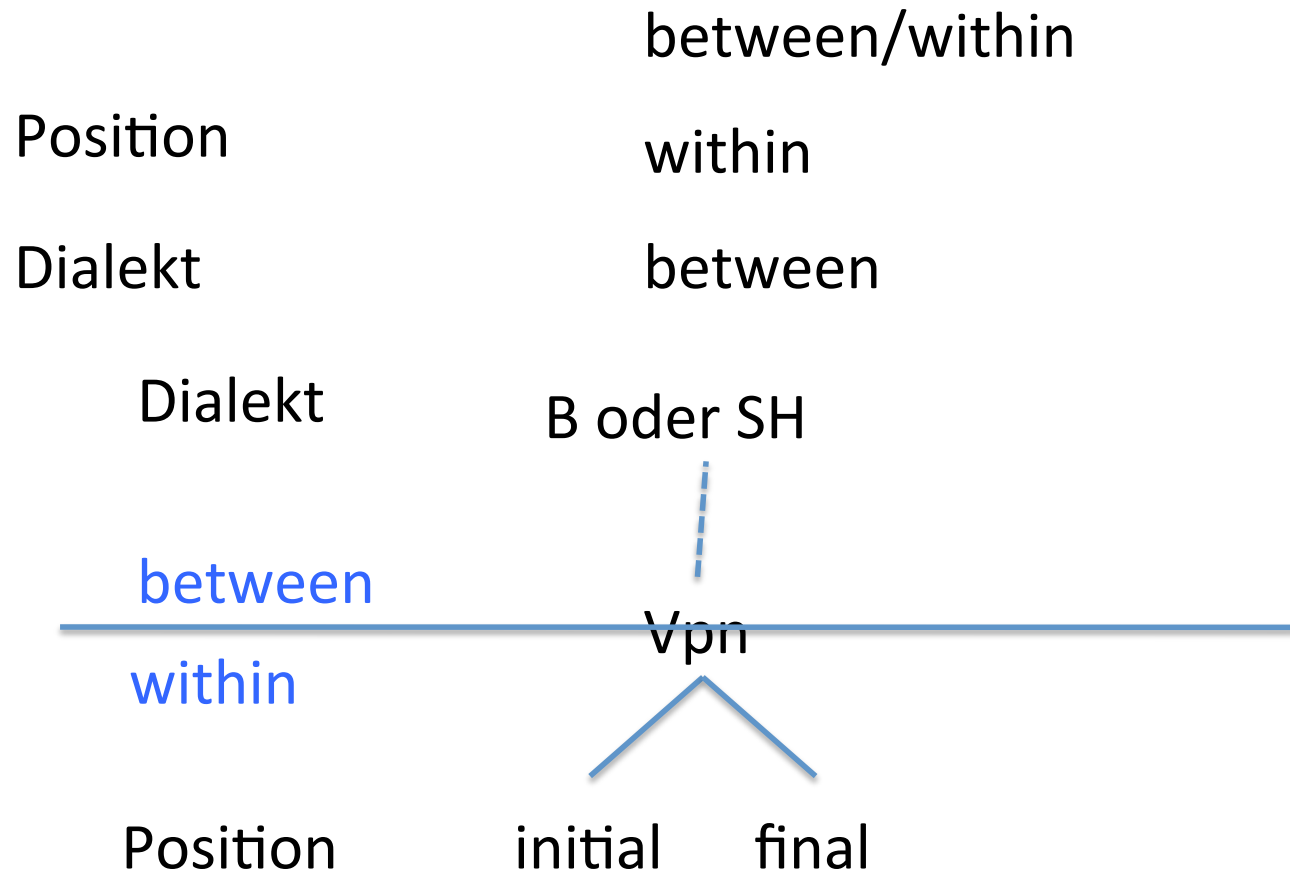 between/within
Position within
Dialekt between
Dialekt B oder SH
between
Vpn
within
Position initial final